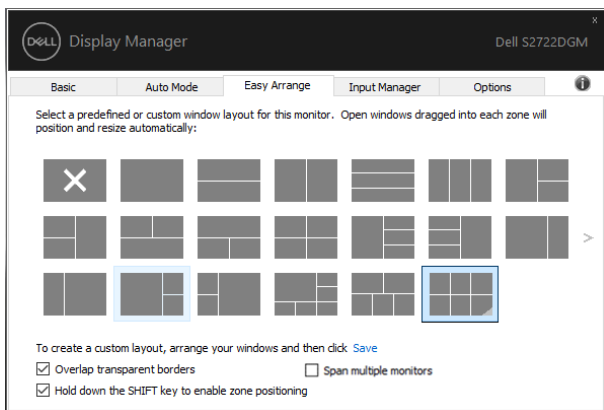 x
DELL Display Manager
Dell S2722DGM
Basic
Auto Mode
Easy Arrange
Input Manager
Options
i
Select a predefined or custom window layout for this monitor. Open windows dragged into each zone will
position and resize automatically:
>
To create a custom layout, arrange your windows and then click Save
Overlap transparent borders
Span multiple monitors
Hold down the SHIFT key to enable zone positioning